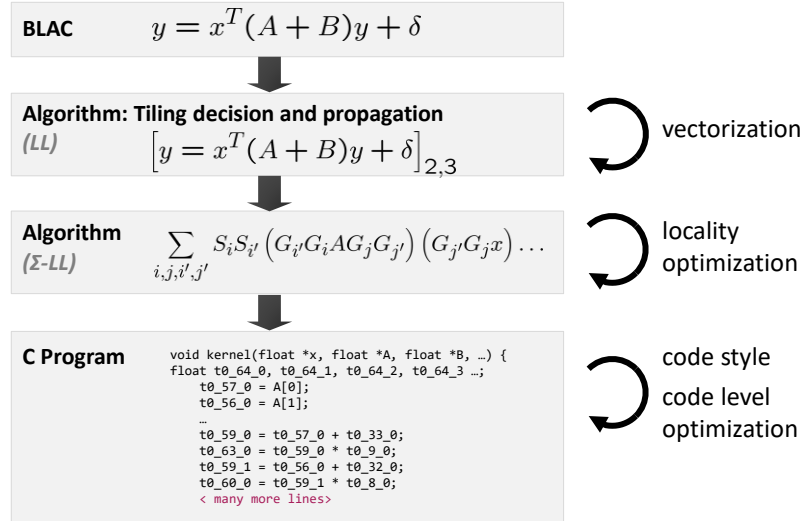 BLAC y = x^T(A + B)y + δ
Algorithm: Tiling decision and propagation
(LL)
[y = x^T(A + B)y + δ]_{2,3}
vectorization
Algorithm
(Σ-LL)
∑_{i,j,i′,j′} S_i S_{i′} (G_{i′} G_i A G_j G_{j′}) (G_{j′} G_j x) …
locality
optimization
C Program
void kernel(float *x, float *A, float *B, …) {
float t0_64_0, t0_64_1, t0_64_2, t0_64_3 …;
t0_57_0 = A[0];
t0_56_0 = A[1];
…
t0_59_0 = t0_57_0 + t0_33_0;
t0_63_0 = t0_59_0 * t0_9_0;
t0_59_1 = t0_56_0 + t0_32_0;
t0_60_0 = t0_59_1 * t0_8_0;
< many more lines>
code style
code level
optimization